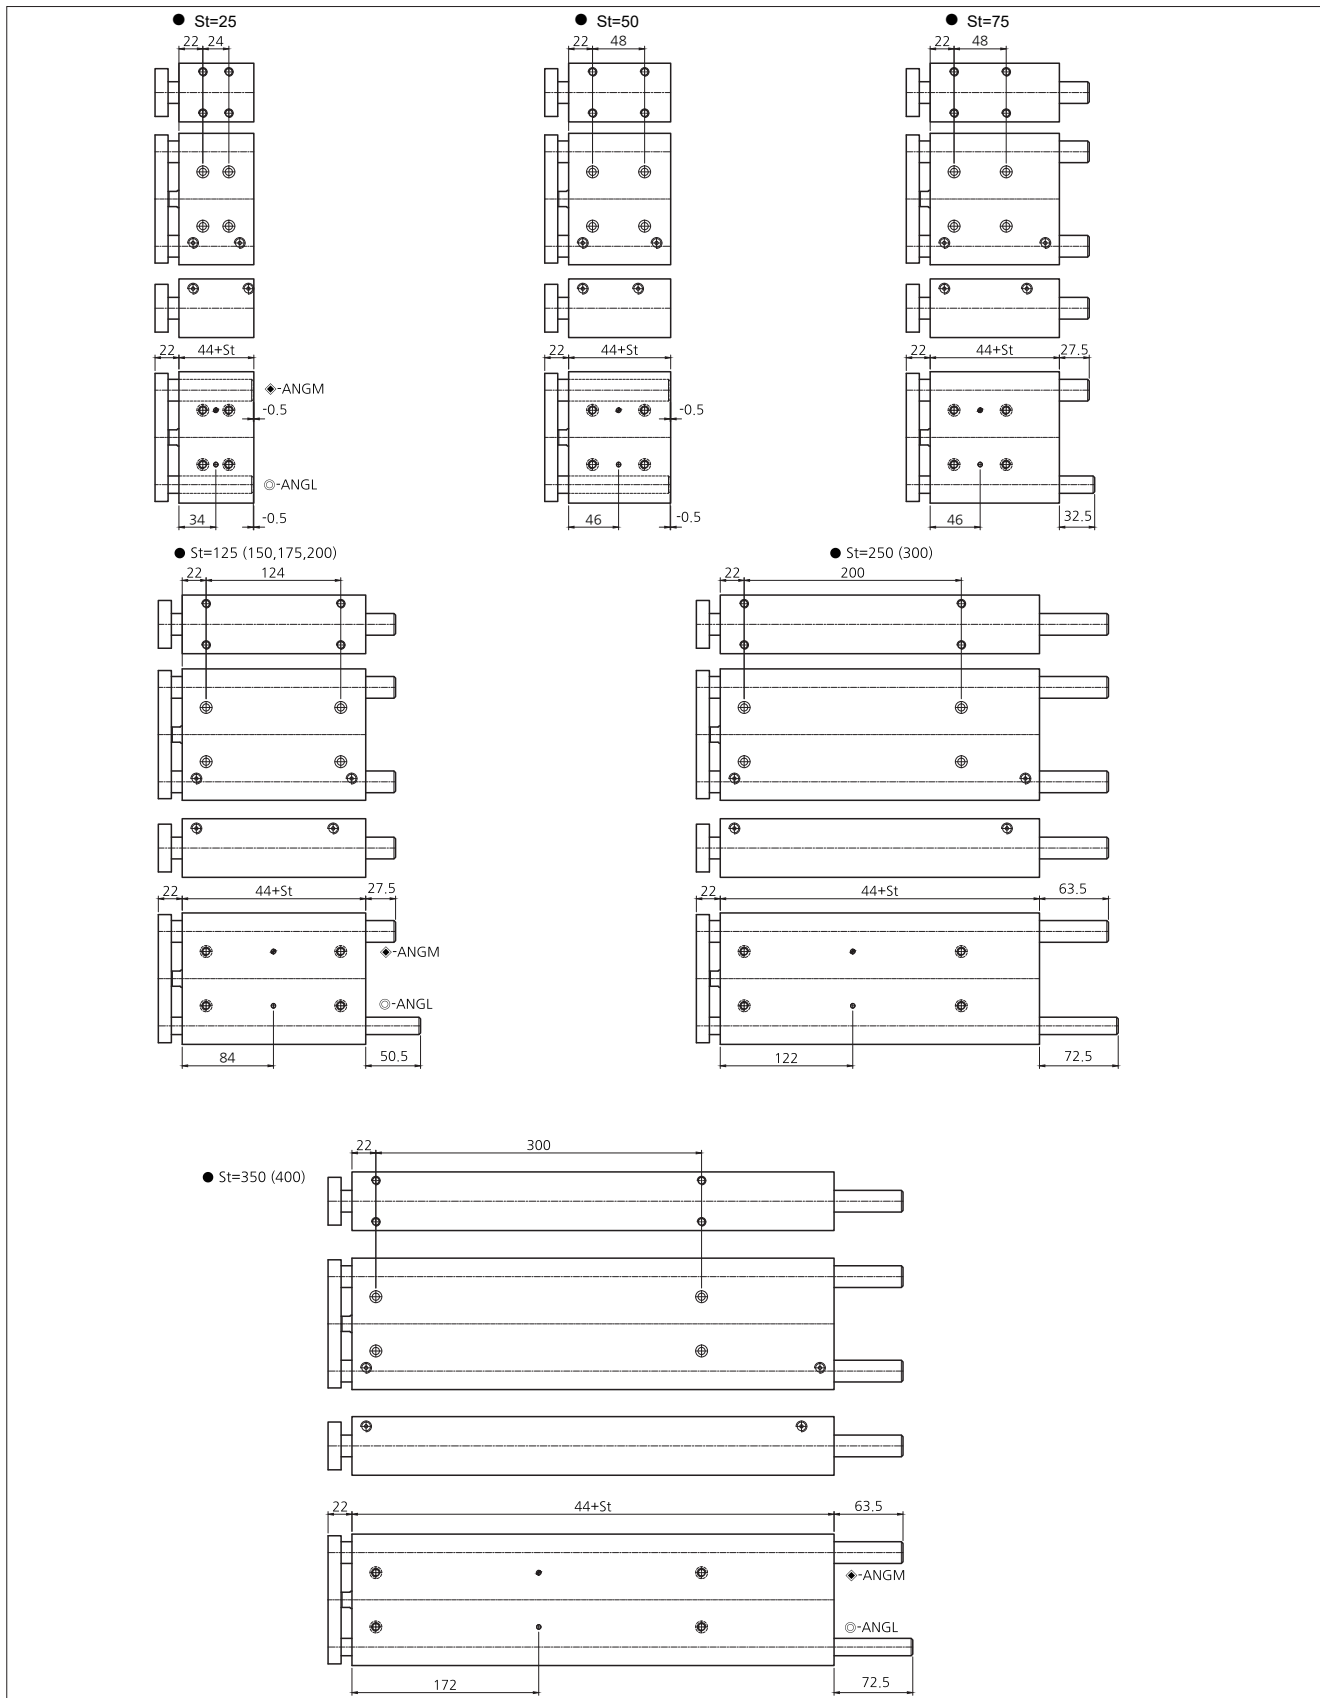 ● St=25
● St=50
● St=75
22 24
22 48
22 48
22 44+St
22 44+St
22 44+St 27.5
◈-ANGM
-0.5
-0.5
◎-ANGL
34 -0.5
46 -0.5
46 32.5
● St=125 (150,175,200)
● St=250 (300)
22 124
22 200
22 44+St 27.5
22 44+St 63.5
◈-ANGM
◎-ANGL
84 50.5
122 72.5
22 300
● St=350 (400)
22 44+St 63.5
◈-ANGM
◎-ANGL
172 72.5